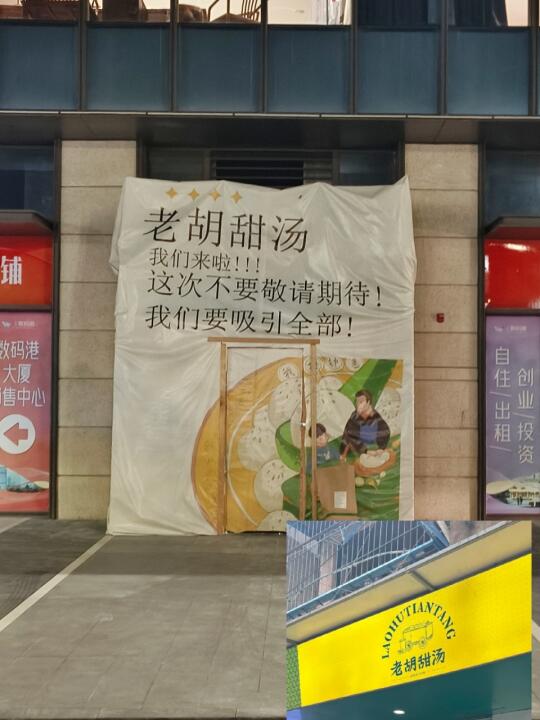 老胡甜汤
我们来啦!!!
这次不要敬请期待!
我们要吸引全部!
铺
数码港
大厦
销售中心
自住/出租
创业/投资
LAOHUTIANTANG
老胡甜汤